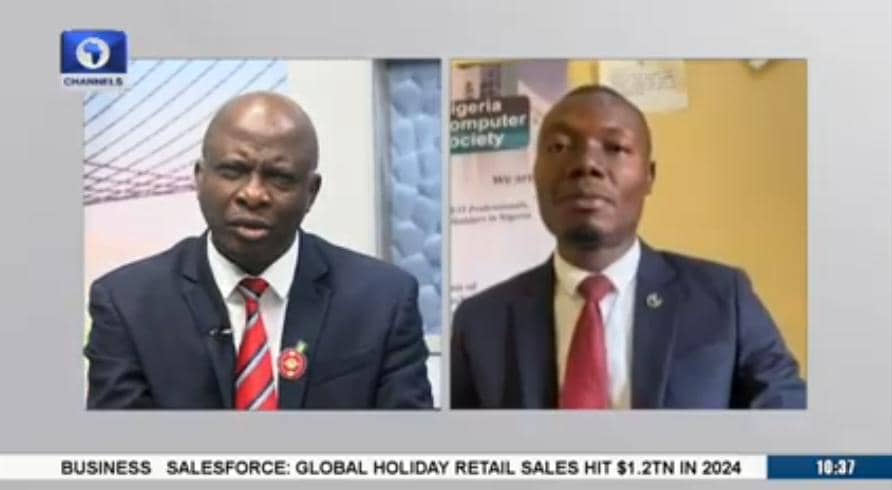 CHANNELS
igeria
omputer
ociety
We are
BUSINESS SALESFORCE: GLOBAL HOLIDAY RETAIL SALES HIT $1.2TN IN 2024
10:37